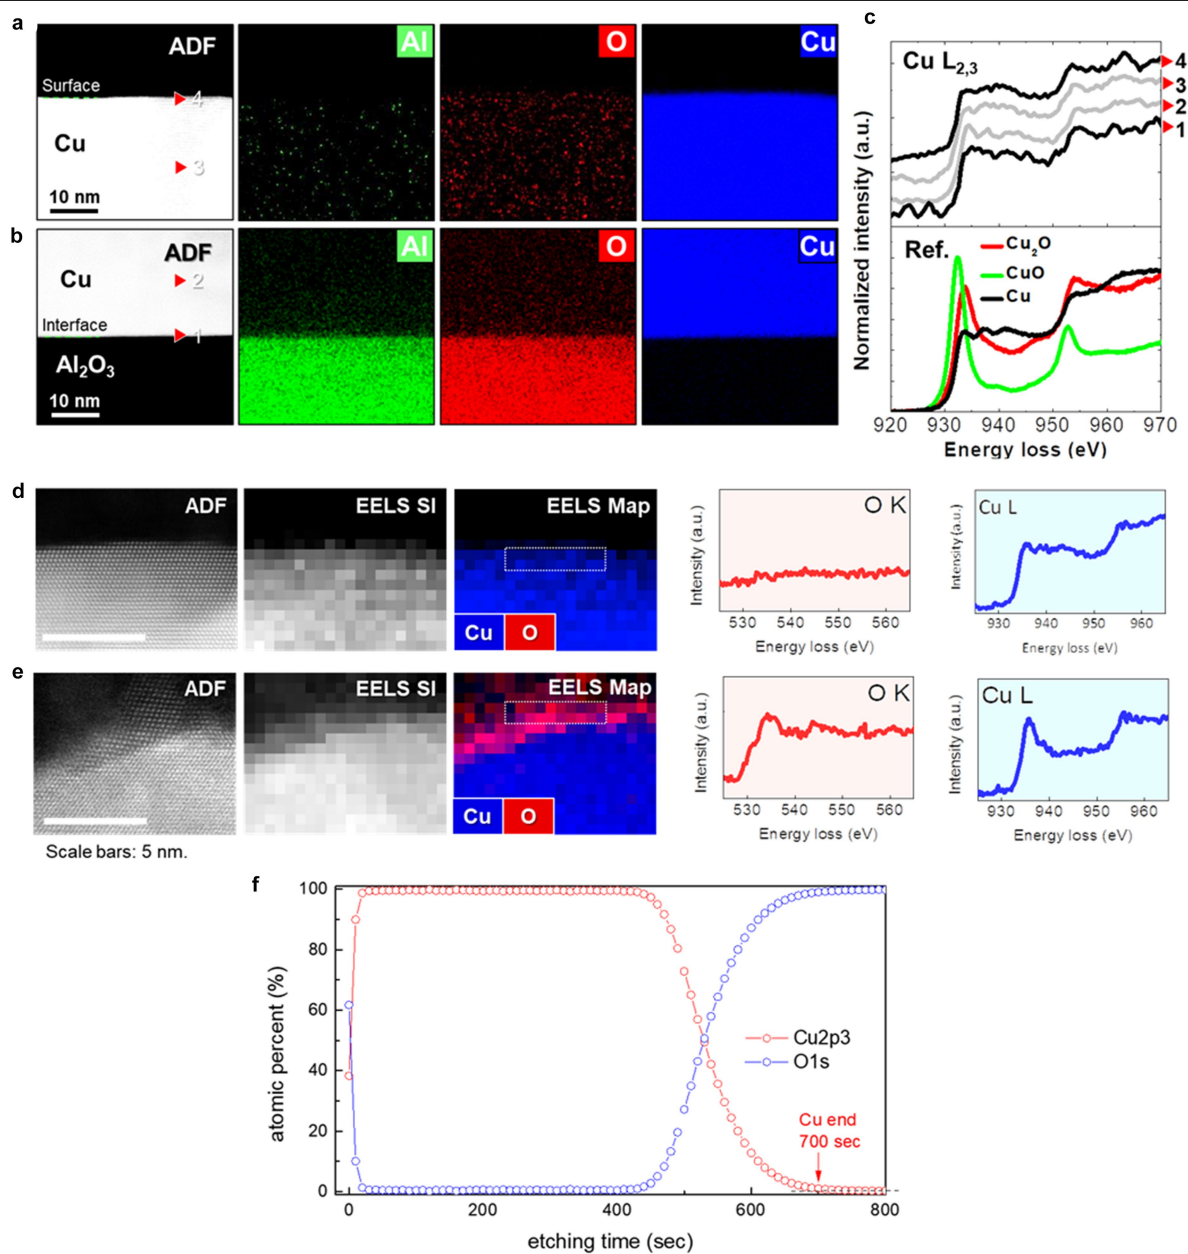 a
ADF
Surface
4
Cu
3
10 nm
Al
O
Cu
b
ADF
Cu
2
Interface
1
Al2O3
10 nm
Al
O
Cu
c
Cu L2,3
4
3
2
1
Ref.
Cu2O
CuO
Cu
Normalized intensity (a.u.)
920 930 940 950 960 970
Energy loss (eV)
d
ADF
EELS SI
EELS Map
Cu O
O K
Intensity (a.u.)
530 540 550 560
Energy loss (eV)
Cu L
Intensity (a.u.)
930 940 950 960
Energy loss (eV)
e
ADF
EELS SI
EELS Map
Cu O
O K
Intensity (a.u.)
530 540 550 560
Energy loss (eV)
Cu L
Intensity (a.u.)
930 940 950 960
Energy loss (eV)
Scale bars: 5 nm.
f
100
80
60
40
20
0
atomic percent (%)
Cu2p3
O1s
Cu end
700 sec
0 200 400 600 800
etching time (sec)